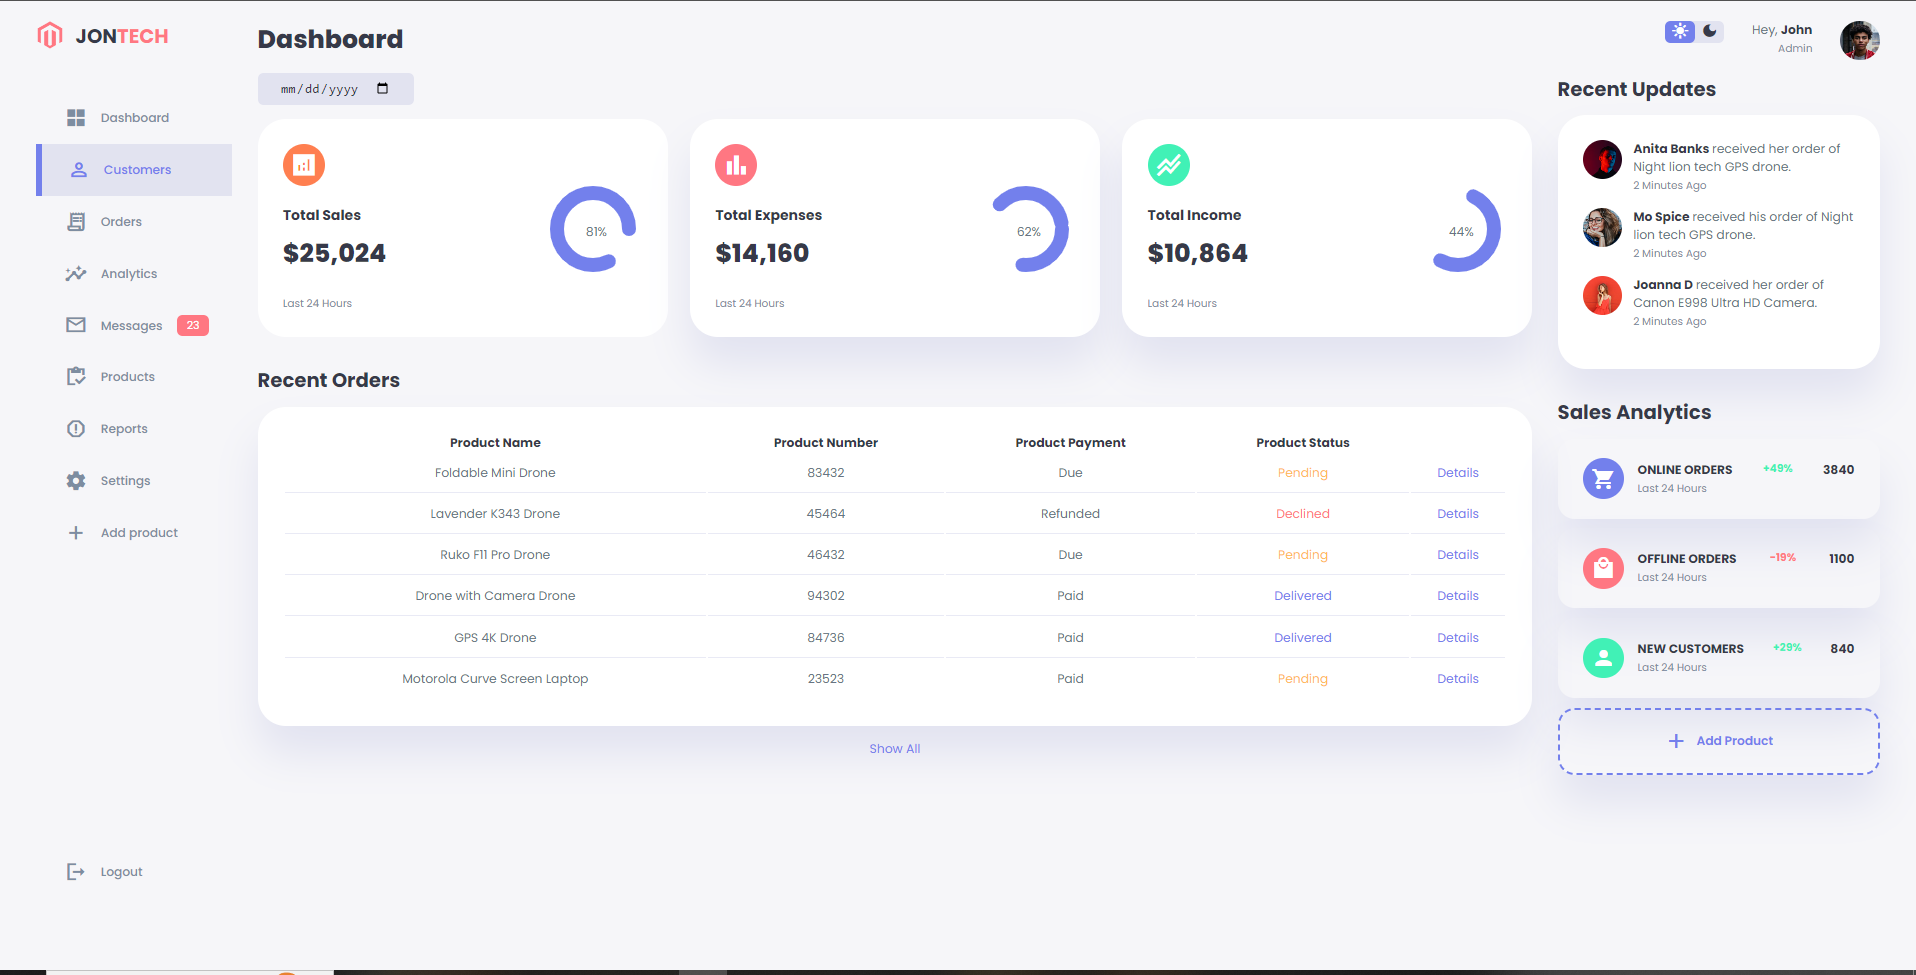 JONTECH
Dashboard
Customers
Orders
Analytics
Messages 23
Products
Reports
Settings
Add product
Logout
Dashboard
mm/dd/yyyy
Total Sales
$25,024
81%
Last 24 Hours
Total Expenses
$14,160
62%
Last 24 Hours
Total Income
$10,864
44%
Last 24 Hours
Recent Orders
Product Name Product Number Product Payment Product Status
Foldable Mini Drone 83432 Due Pending Details
Lavender K343 Drone 45464 Refunded Declined Details
Ruko F11 Pro Drone 46432 Due Pending Details
Drone with Camera Drone 94302 Paid Delivered Details
GPS 4K Drone 84736 Paid Delivered Details
Motorola Curve Screen Laptop 23523 Paid Pending Details
Show All
Hey, John
Admin
Recent Updates
Anita Banks received her order of
Night lion tech GPS drone.
2 Minutes Ago
Mo Spice received his order of Night
lion tech GPS drone.
2 Minutes Ago
Joanna D received her order of
Canon E998 Ultra HD Camera.
2 Minutes Ago
Sales Analytics
ONLINE ORDERS +49% 3840
Last 24 Hours
OFFLINE ORDERS -19% 1100
Last 24 Hours
NEW CUSTOMERS +29% 840
Last 24 Hours
Add Product